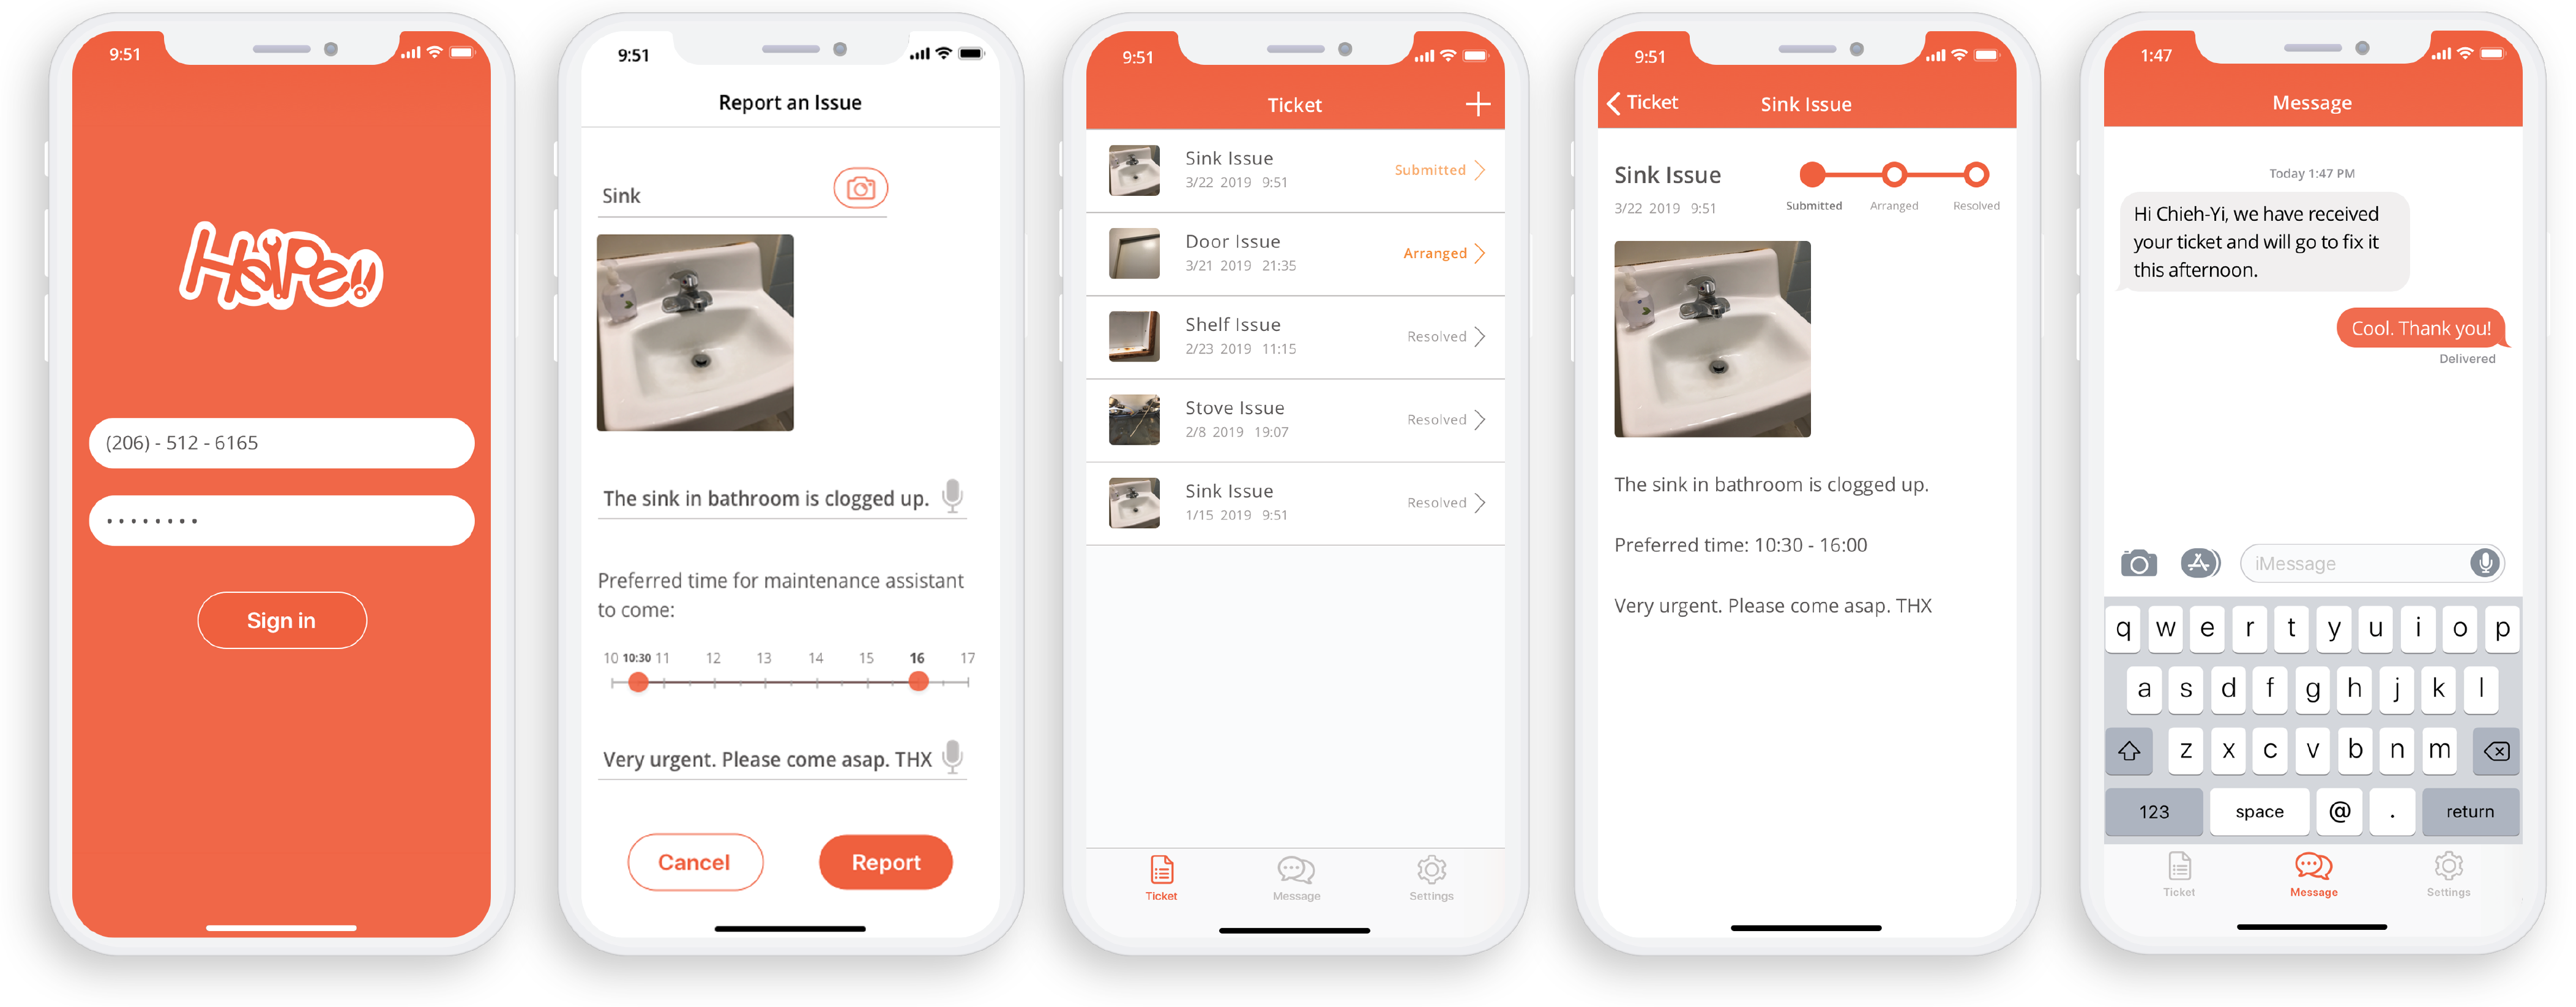 9:51
HelPe!!
(206) - 512 - 6165
Sign in
9:51
Report an Issue
Sink
The sink in bathroom is clogged up.
Preferred time for maintenance assistant
to come:
10 10:30 11 12 13 14 15 16 17
Very urgent. Please come asap. THX
Cancel Report
9:51
Ticket
Sink Issue
3/22 2019 9:51
Submitted
Door Issue
3/21 2019 21:35
Arranged
Shelf Issue
2/23 2019 11:15
Resolved
Stove Issue
2/8 2019 19:07
Resolved
Sink Issue
1/15 2019 9:51
Resolved
Ticket Message Settings
9:51
Ticket Sink Issue
Sink Issue
3/22 2019 9:51
Submitted Arranged Resolved
The sink in bathroom is clogged up.
Preferred time: 10:30 - 16:00
Very urgent. Please come asap. THX
1:47
Message
Today 1:47 PM
Hi Chieh-Yi, we have received
your ticket and will go to fix it
this afternoon.
Cool. Thank you!
Delivered
iMessage
q w e r t y u i o p
a s d f g h j k l
z x c v b n m
123 space @ . return
Ticket Message Settings